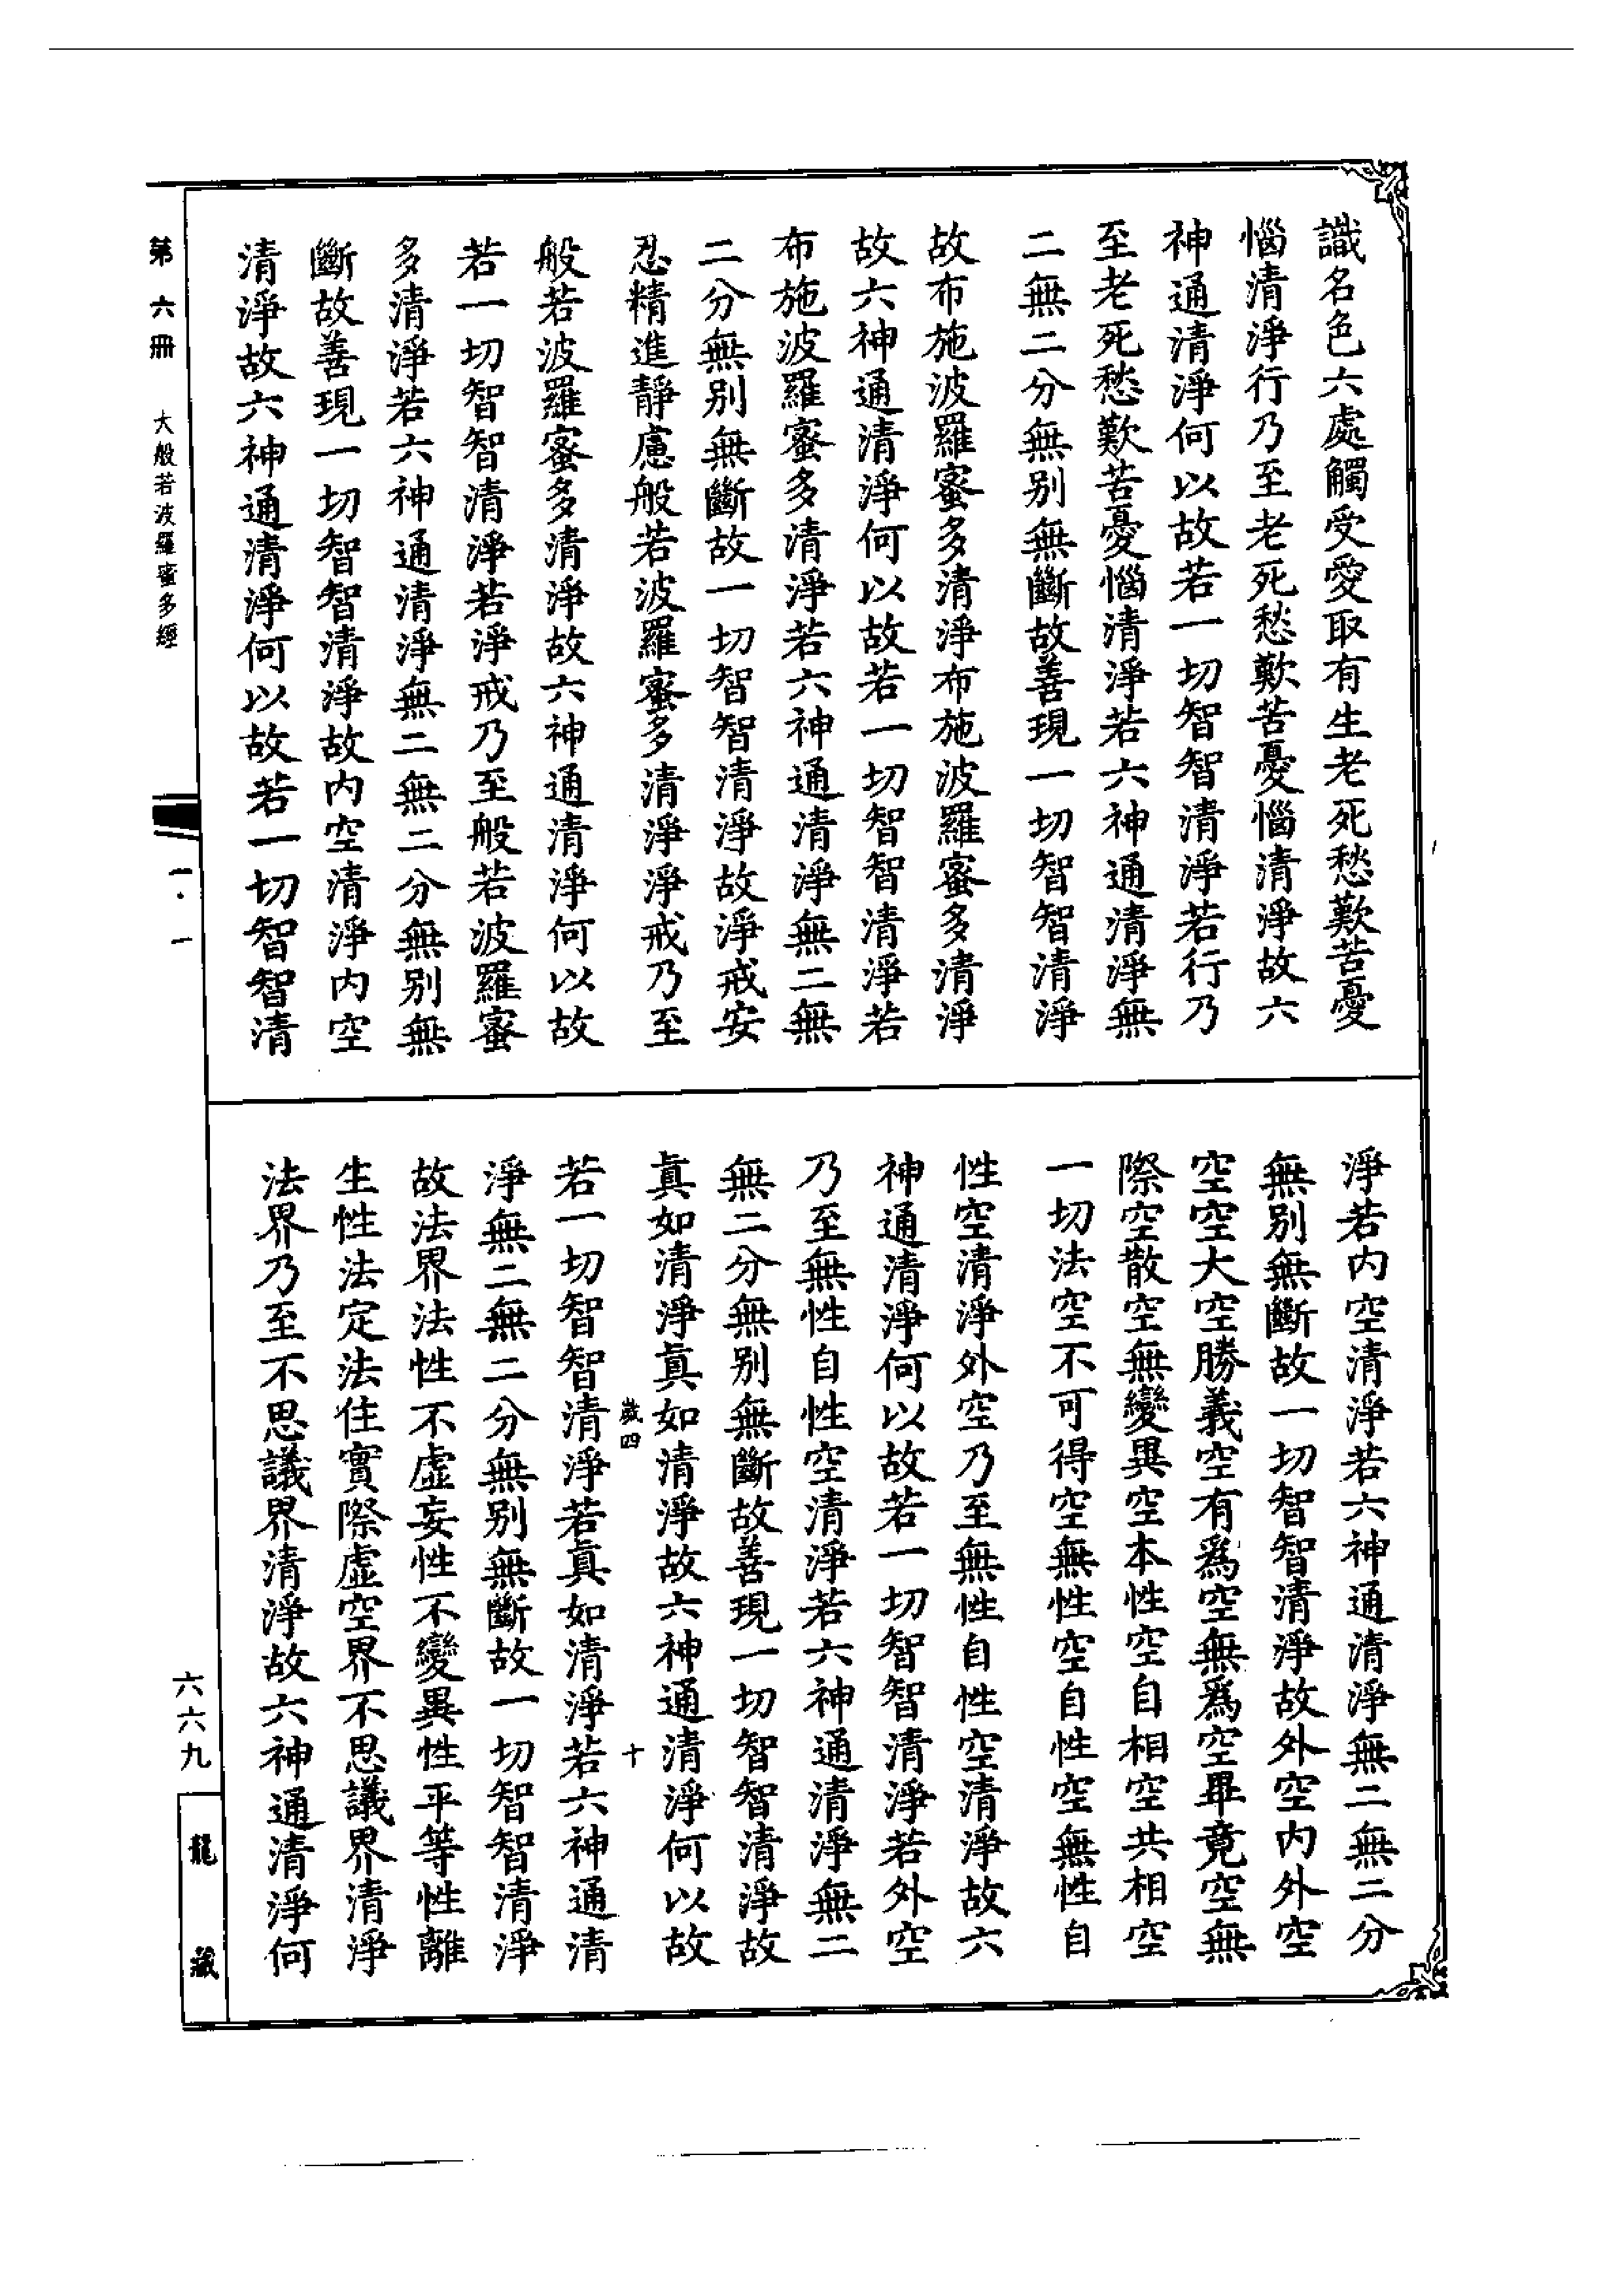 識名色六處觸受愛取有生老死愁歎苦憂
惱清淨行乃至老死愁歎苦憂惱清淨故六
神通清淨何以故若一切智智清淨若行乃
至老死愁歎苦憂惱清淨若六神通清淨無
二無二分無別無斷故善現一切智智清淨
故布施波羅蜜多清淨布施波羅蜜多清淨
故六神通清淨何以故若一切智智清淨若
布施波羅蜜多清淨若六神通清淨無二無
二分無別無斷故一切智智清淨故淨戒安
忍精進靜慮般若波羅蜜多清淨淨戒乃至
般若波羅蜜多清淨故六神通清淨何以故
若一切智智清淨若淨戒乃至般若波羅蜜
多清淨若六神通清淨無二無二分無別無
斷故善現一切智智清淨故内空清淨内空
清淨故六神通清淨何以故若一切智智清
淨若内空清淨若六神通清淨無二無二分
無別無斷故一切智智清淨故外空内外空
空空大空勝義空有爲空無爲空畢竟空無
際空散空無變異空本性空自相空共相空
一切法空不可得空無性空自性空無性自
性空清淨外空乃至無性自性空清淨故六
神通清淨何以故若一切智智清淨若外空
乃至無性自性空清淨若六神通清淨無二
無二分無別無斷故善現一切智智清淨故
眞如清淨眞如清淨故六神通清淨何以故
歲四 十
若一切智智清淨若眞如清淨若六神通清
淨無二無二分無別無斷故一切智智清淨
故法界法性不虛妄性不變異性平等性離
生性法定法住實際虛空界不思議界清淨
法界乃至不思議界清淨故六神通清淨何
第六冊 大般若波羅蜜多經 一・一
六六九
龍藏